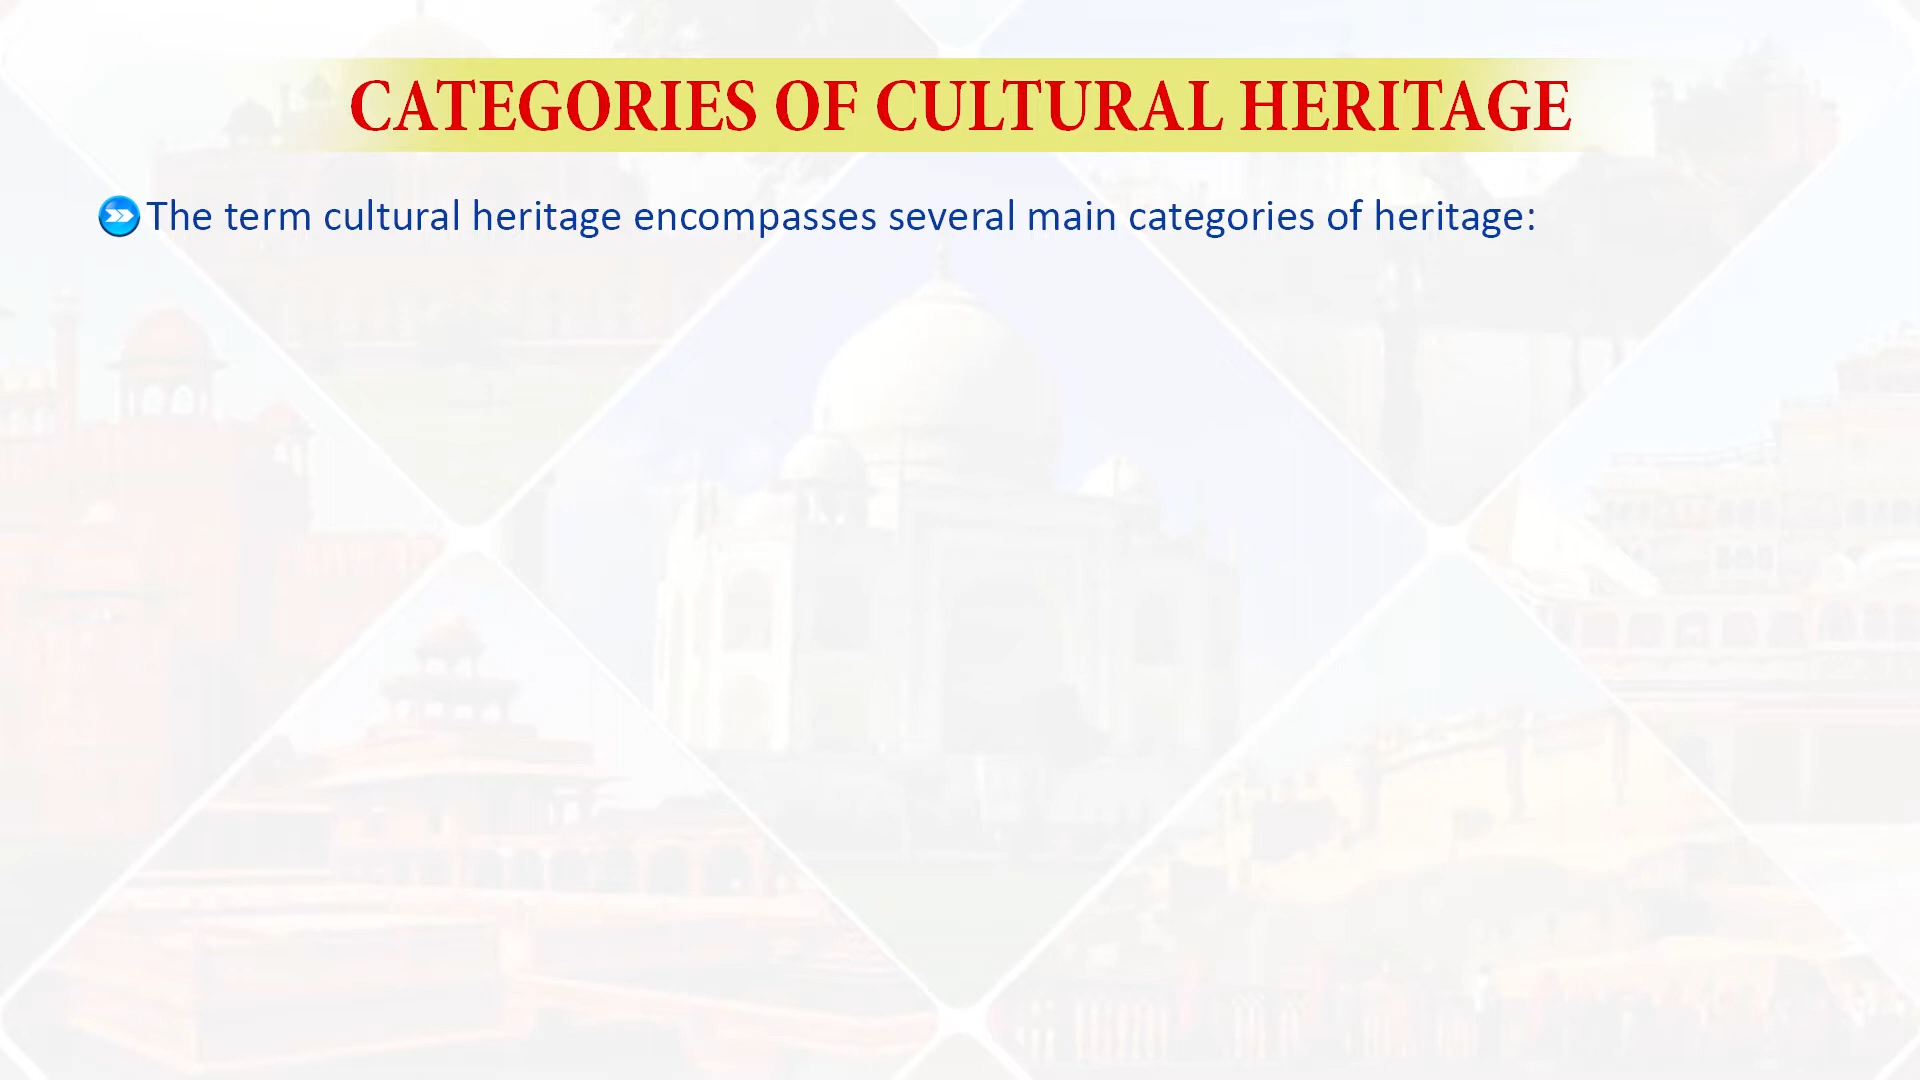 CATEGORIES OF CULTURAL HERITAGE
The term cultural heritage encompasses several main categories of heritage: